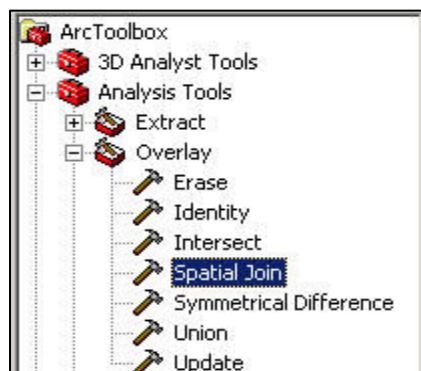 ArcToolbox
3D Analyst Tools
Analysis Tools
Extract
Overlay
Erase
Identity
Intersect
Spatial Join
Symmetrical Difference
Union
Update